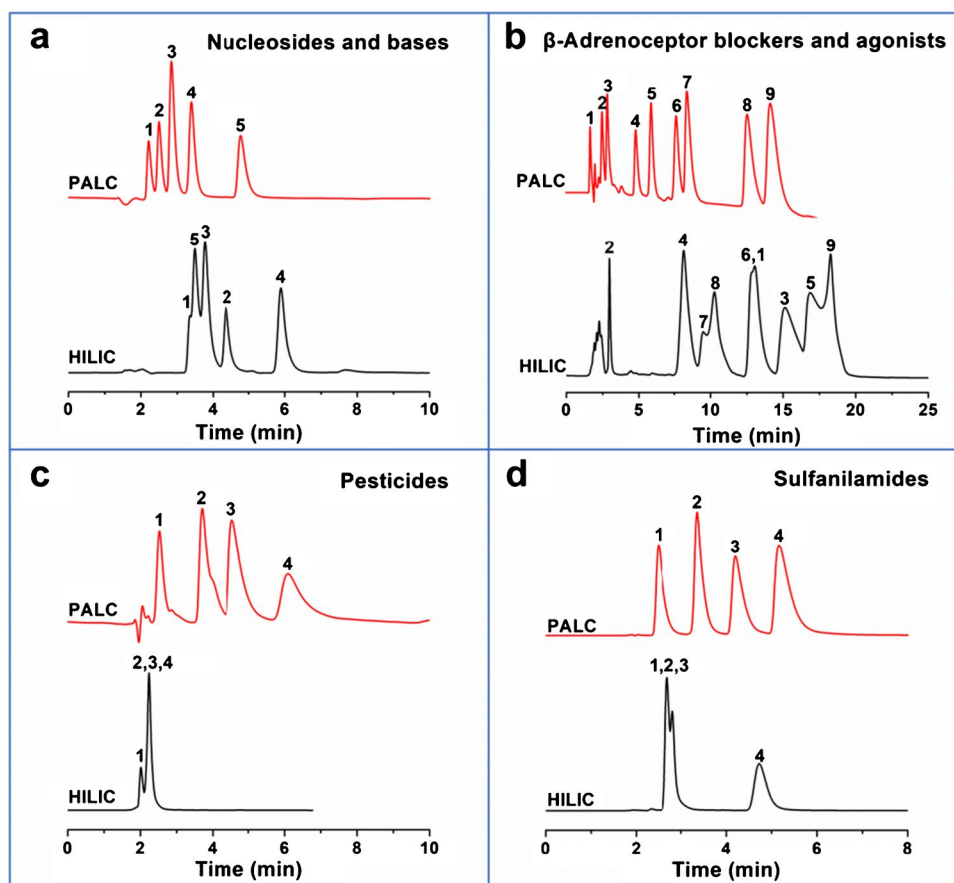 a
Nucleosides and bases
3
2
4
1
5
PALC
3
5
4
2
1
HILIC
0 2 4 6 8 10
Time (min)
b
β-Adrenoceptor blockers and agonists
7
3
9
5
2
8
1
6
4
PALC
2
4
6,1
9
8
5
3
7
HILIC
0 5 10 15 20 25
Time (min)
c
Pesticides
2
3
1
4
PALC
2,3,4
1
HILIC
0 2 4 6 8 10
Time (min)
d
Sulfanilamides
2
1
4
3
PALC
1,2,3
4
HILIC
0 2 4 6 8
Time (min)